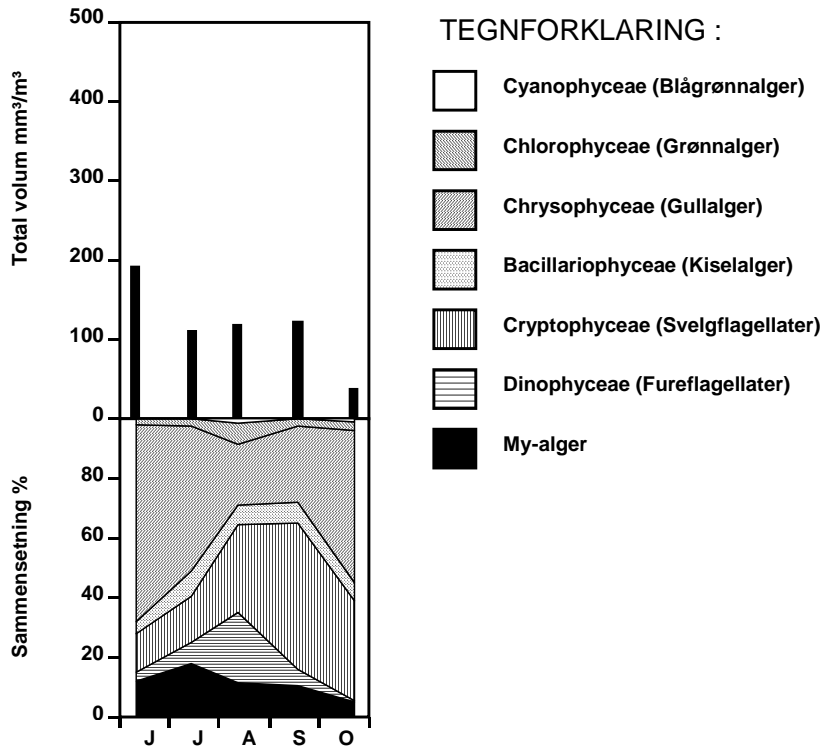 500
400
300
200
100
0
Total volum mm³/m³
80
60
40
20
0
Sammensetning %
J J A S O
TEGNFORKLARING :
Cyanophyceae (Blågrønnalger)
Chlorophyceae (Grønnalger)
Chrysophyceae (Gullalger)
Bacillariophyceae (Kiselalger)
Cryptophyceae (Svelgflagellater)
Dinophyceae (Fureflagellater)
My-alger